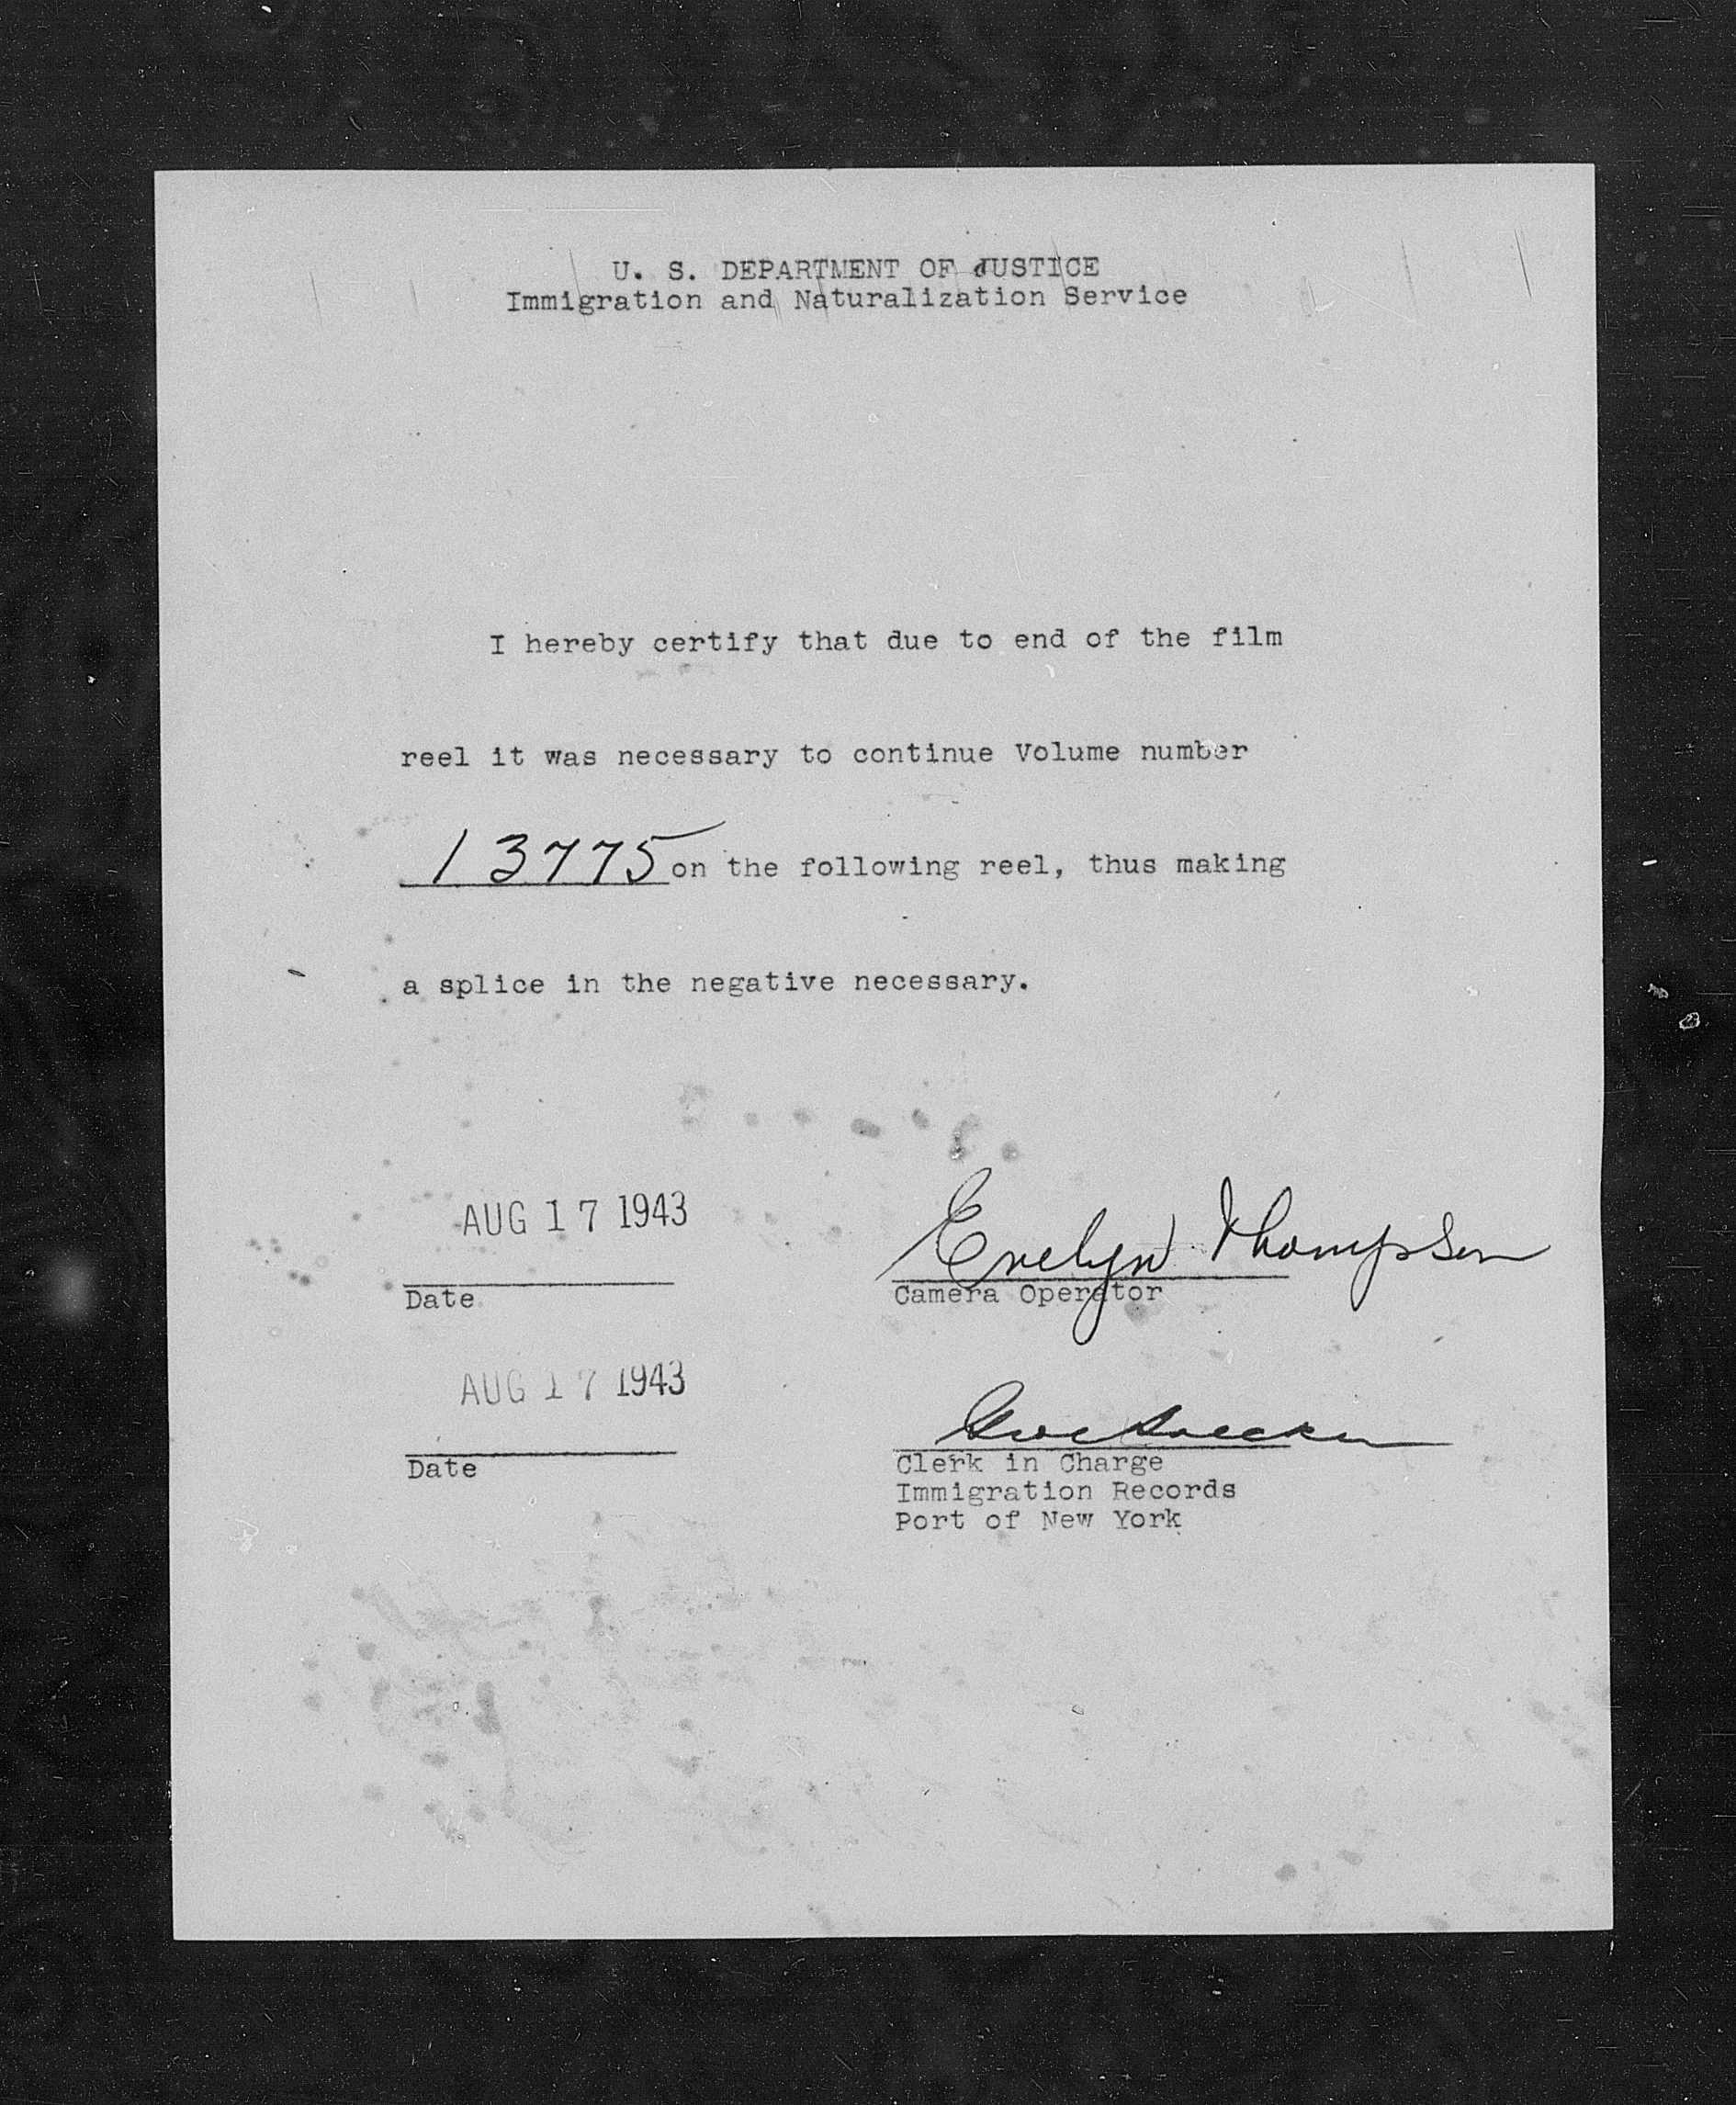 U. S. DEPARTMENT OF JUSTICE
Immigration and Naturalization Service
I hereby certify that due to end of the film
reel it was necessary to continue Volume number
13775 on the following reel, thus making
a splice in the negative necessary.
AUG 17 1943
Evelyn Thompson
Date
Camera Operator
AUG 17 1943
Date
Clerk in Charge
Immigration Records
Port of New York